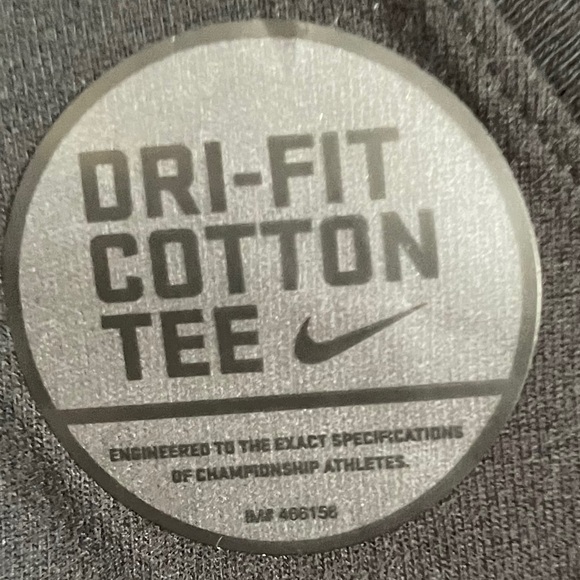 DRI-FIT
COTTON
TEE
ENGINEERED TO THE EXACT SPECIFICATIONS
OF CHAMPIONSHIP ATHLETES.
466156